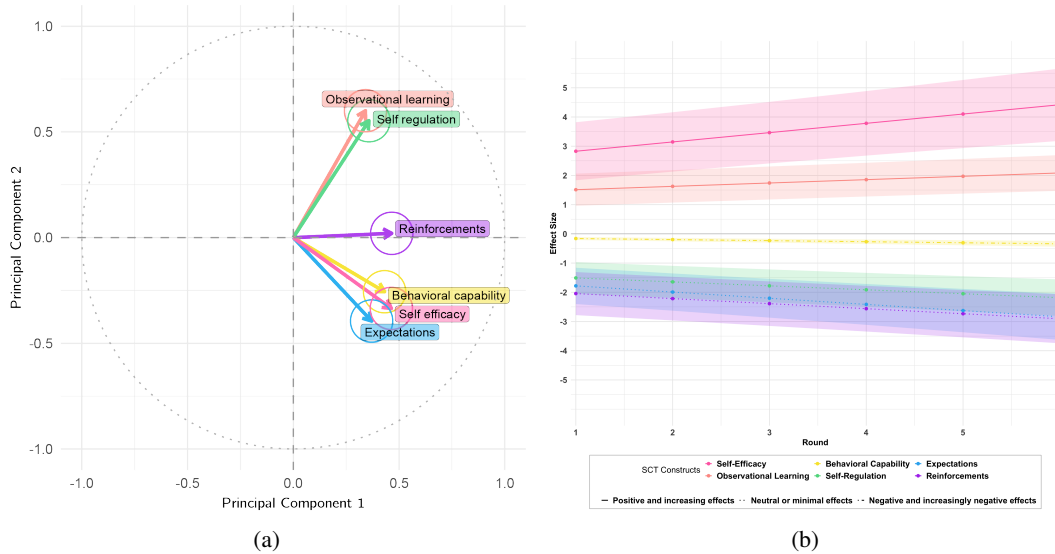 1.0
0.5
0.0
-0.5
-1.0
Principal Component 2
Observational learning
Self regulation
Reinforcements
Behavioral capability
Self efficacy
Expectations
-1.0 -0.5 0.0 0.5 1.0
Principal Component 1
(a)
5
4
3
2
1
0
-1
-2
-3
-4
-5
Effect Size
1 2 3 4 5
Round
SCT Constructs
Self-Efficacy Behavioral Capability Expectations
Observational Learning Self-Regulation Reinforcements
Positive and increasing effects Neutral or minimal effects Negative and increasingly negative effects
(b)